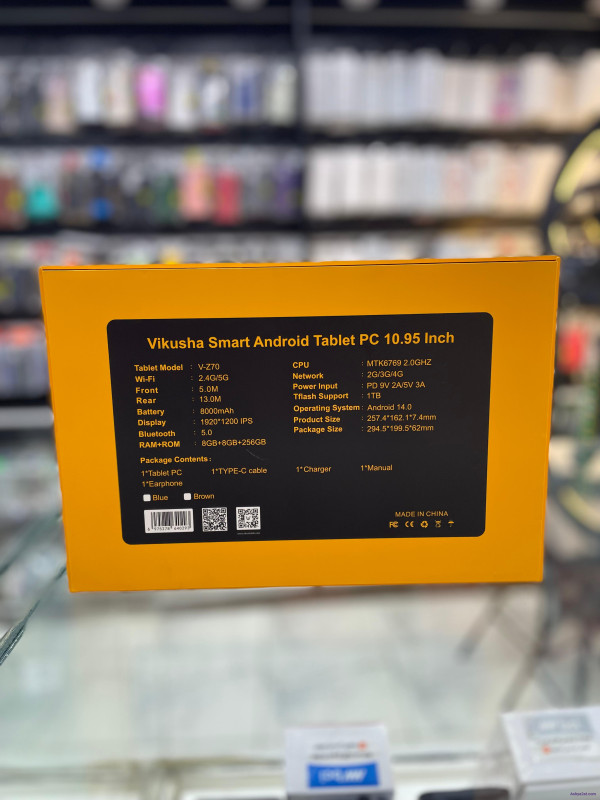 Vikusha Smart Android Tablet PC 10.95 Inch
Tablet Model : V-Z70
Wi-Fi : 2.4G/5G
Front : 5.0M
Rear : 13.0M
Battery : 8000mAh
Display : 1920*1200 IPS
Bluetooth : 5.0
RAM+ROM : 8GB+8GB+256GB
CPU : MTK6769 2.0GHZ
Network : 2G/3G/4G
Power Input : PD 9V 2A/5V 3A
Tflash Support : 1TB
Operating System : Android 14.0
Product Size : 257.4*162.1*7.4mm
Package Size : 294.5*199.5*62mm
Package Contents :
1*Tablet PC 1*TYPE-C cable 1*Charger 1*Manual
1*Earphone
Blue Brown
MADE IN CHINA
FC CE